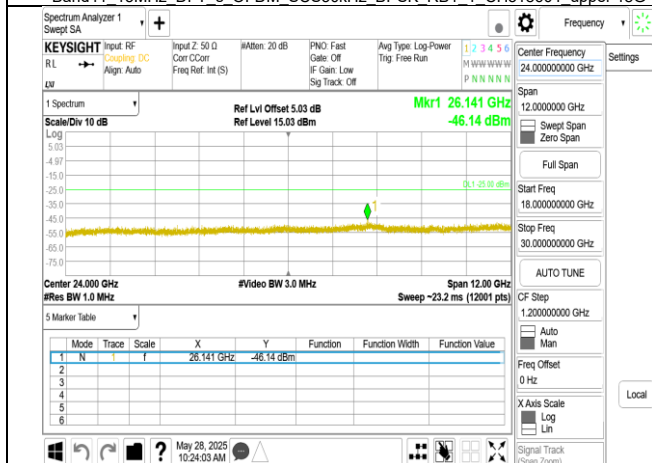 Spectrum Analyzer 1
Swept SA
Frequency
Settings
KEYSIGHT
RL
LXI
Input: RF
Coupling: DC
Align: Auto
Input Z: 50 Ω
Corr CCorr
Freq Ref: Int (S)
#Atten: 20 dB
PNO: Fast
Gate: Off
IF Gain: Low
Sig Track: Off
Avg Type: Log-Power
Trig: Free Run
1 2 3 4 5 6
M W W W W W
P N N N N N
Center Frequency
24.000000000 GHz
Span
12.0000000 GHz
Swept Span
Zero Span
Full Span
Start Freq
18.000000000 GHz
Stop Freq
30.000000000 GHz
AUTO TUNE
CF Step
1.200000000 GHz
Auto
Man
Freq Offset
0 Hz
X Axis Scale
Log
Lin
Signal Track
(Span Zoom)
Local
1 Spectrum
Scale/Div 10 dB
Ref Lvl Offset 5.03 dB
Ref Level 15.03 dBm
Mkr1 26.141 GHz
-46.14 dBm
Log
5.03
-4.97
-15.0
-25.0
-35.0
-45.0
-55.0
-65.0
-75.0
DL1 -25.00 dBm
1
Center 24.000 GHz
#Res BW 1.0 MHz
#Video BW 3.0 MHz
Span 12.00 GHz
Sweep ~23.2 ms (12001 pts)
5 Marker Table
Mode Trace Scale X Y Function Function Width Function Value
1 N 1 f 26.141 GHz -46.14 dBm
2
3
4
5
6
May 28, 2025
10:24:03 AM